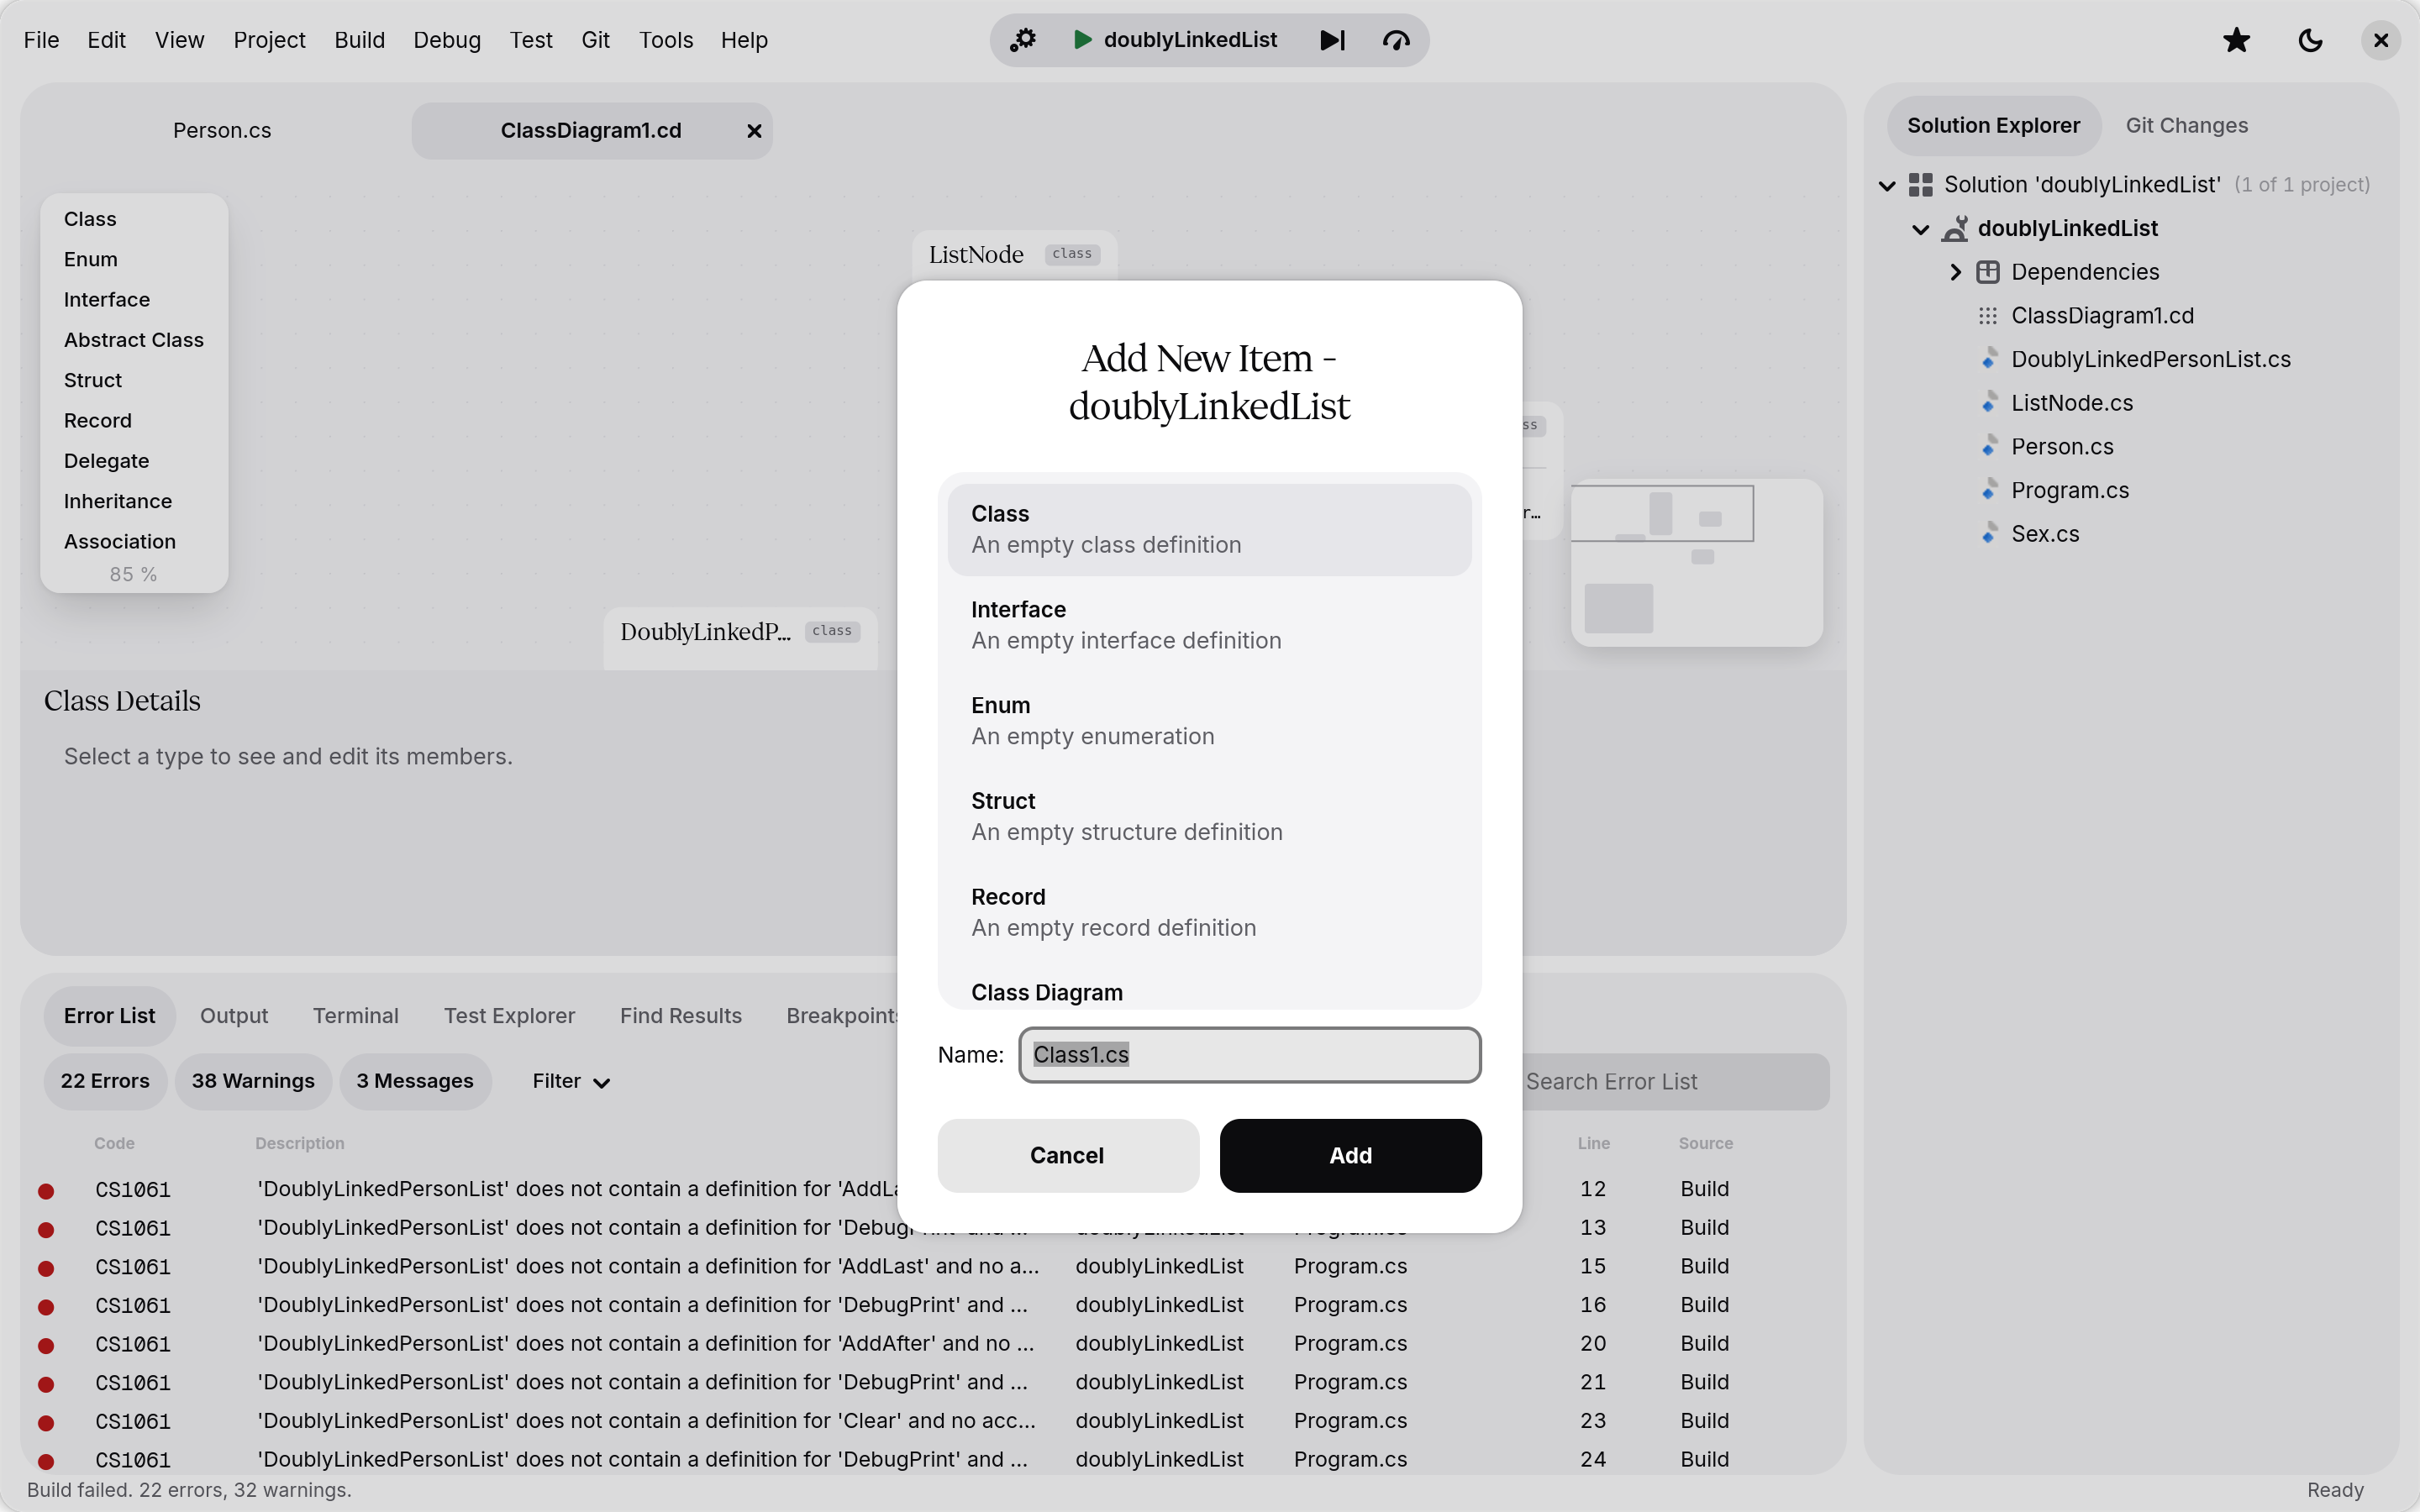 File Edit View Project Build Debug Test Git Tools Help
doublyLinkedList
Person.cs
ClassDiagram1.cd
Class
Enum
Interface
Abstract Class
Struct
Record
Delegate
Inheritance
Association
85 %
ListNode class
DoublyLinkedP... class
ss
r...
Class Details
Select a type to see and edit its members.
Add New Item -
doublyLinkedList
Class
An empty class definition
Interface
An empty interface definition
Enum
An empty enumeration
Struct
An empty structure definition
Record
An empty record definition
Class Diagram
Name: Class1.cs
Cancel
Add
Solution Explorer Git Changes
Solution 'doublyLinkedList' (1 of 1 project)
doublyLinkedList
Dependencies
ClassDiagram1.cd
DoublyLinkedPersonList.cs
ListNode.cs
Person.cs
Program.cs
Sex.cs
Error List Output Terminal Test Explorer Find Results Breakpoints
22 Errors 38 Warnings 3 Messages Filter Search Error List
Code Description Line Source
CS1061 'DoublyLinkedPersonList' does not contain a definition for 'AddLa 12 Build
CS1061 'DoublyLinkedPersonList' does not contain a definition for 'DebugPrint' and ... doublyLinkedList Program.cs 13 Build
CS1061 'DoublyLinkedPersonList' does not contain a definition for 'AddLast' and no a... doublyLinkedList Program.cs 15 Build
CS1061 'DoublyLinkedPersonList' does not contain a definition for 'DebugPrint' and ... doublyLinkedList Program.cs 16 Build
CS1061 'DoublyLinkedPersonList' does not contain a definition for 'AddAfter' and no ... doublyLinkedList Program.cs 20 Build
CS1061 'DoublyLinkedPersonList' does not contain a definition for 'DebugPrint' and ... doublyLinkedList Program.cs 21 Build
CS1061 'DoublyLinkedPersonList' does not contain a definition for 'Clear' and no acc... doublyLinkedList Program.cs 23 Build
CS1061 'DoublyLinkedPersonList' does not contain a definition for 'DebugPrint' and ... doublyLinkedList Program.cs 24 Build
Build failed. 22 errors, 32 warnings.
Ready